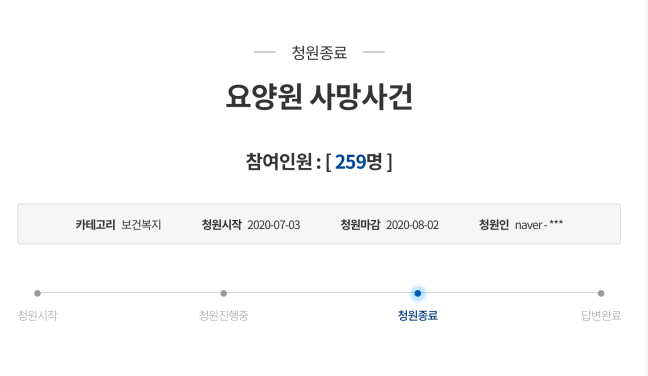 청원종료
요양원 사망사건
참여인원 : [ 259명 ]
카테고리 보건복지 청원시작 2020-07-03 청원마감 2020-08-02 청원인 naver - ***
청원시작 청원진행중 청원종료 답변완료